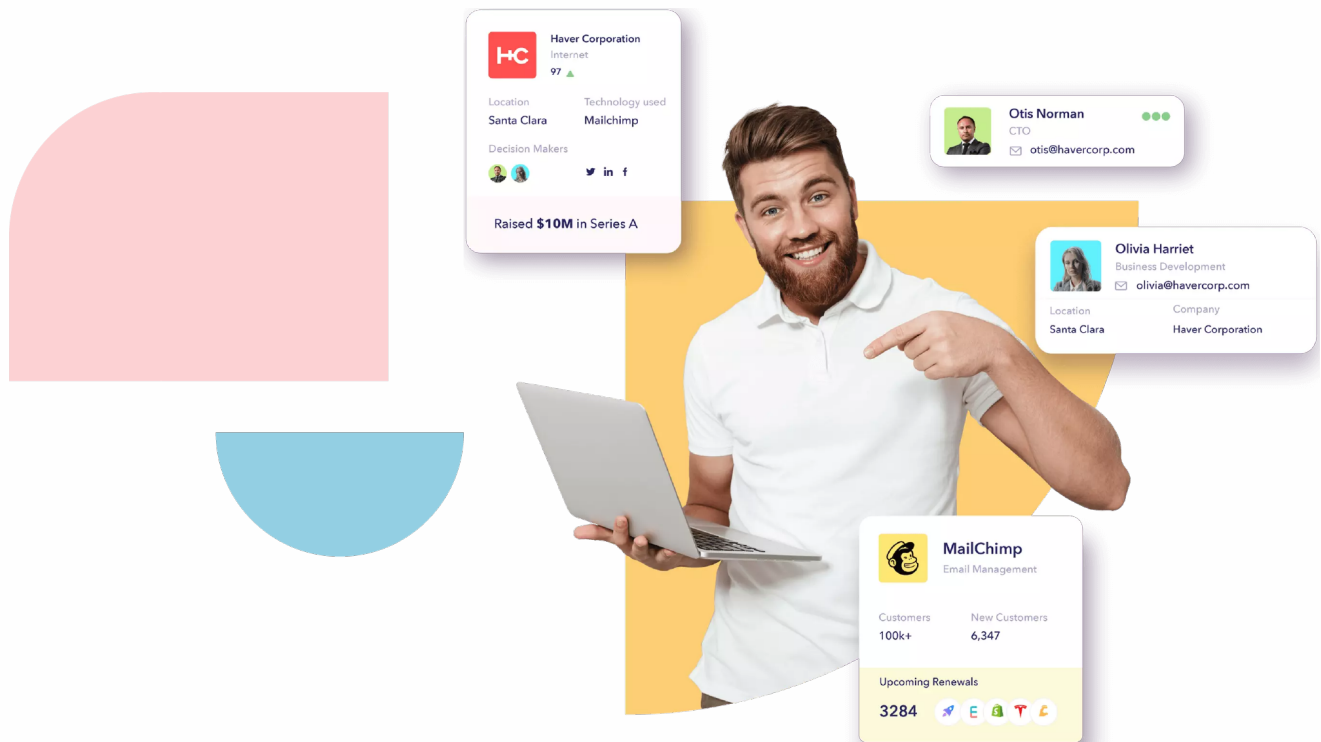 HC
Haver Corporation
Internet
97
Location Technology used
Santa Clara Mailchimp
Decision Makers
in f
Raised $10M in Series A
Otis Norman
CTO
otis@havercorp.com
Olivia Harriet
Business Development
olivia@havercorp.com
Location Company
Santa Clara Haver Corporation
MailChimp
Email Management
Customers New Customers
100k+ 6,347
Upcoming Renewals
3284